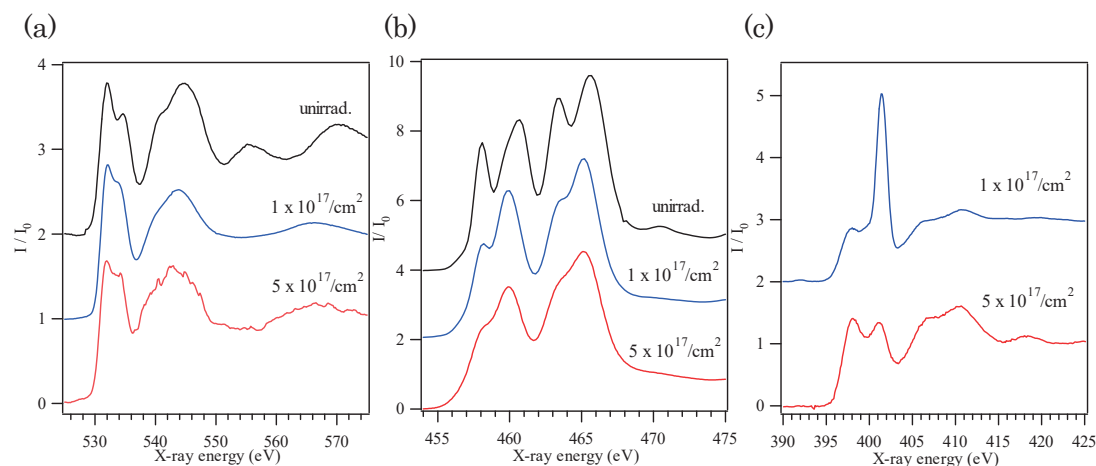 (a)
4
3
2
1
0
I / I0
unirrad.
1 x 10^17/cm^2
5 x 10^17/cm^2
530 540 550 560 570
X-ray energy (eV)
(b)
10
8
6
4
2
0
I/ I0
unirrad.
1 x 10^17/cm^2
5 x 10^17/cm^2
455 460 465 470 475
X-ray energy (eV)
(c)
5
4
3
2
1
0
I / I0
1 x 10^17/cm^2
5 x 10^17/cm^2
390 395 400 405 410 415 420 425
X-ray energy (eV)